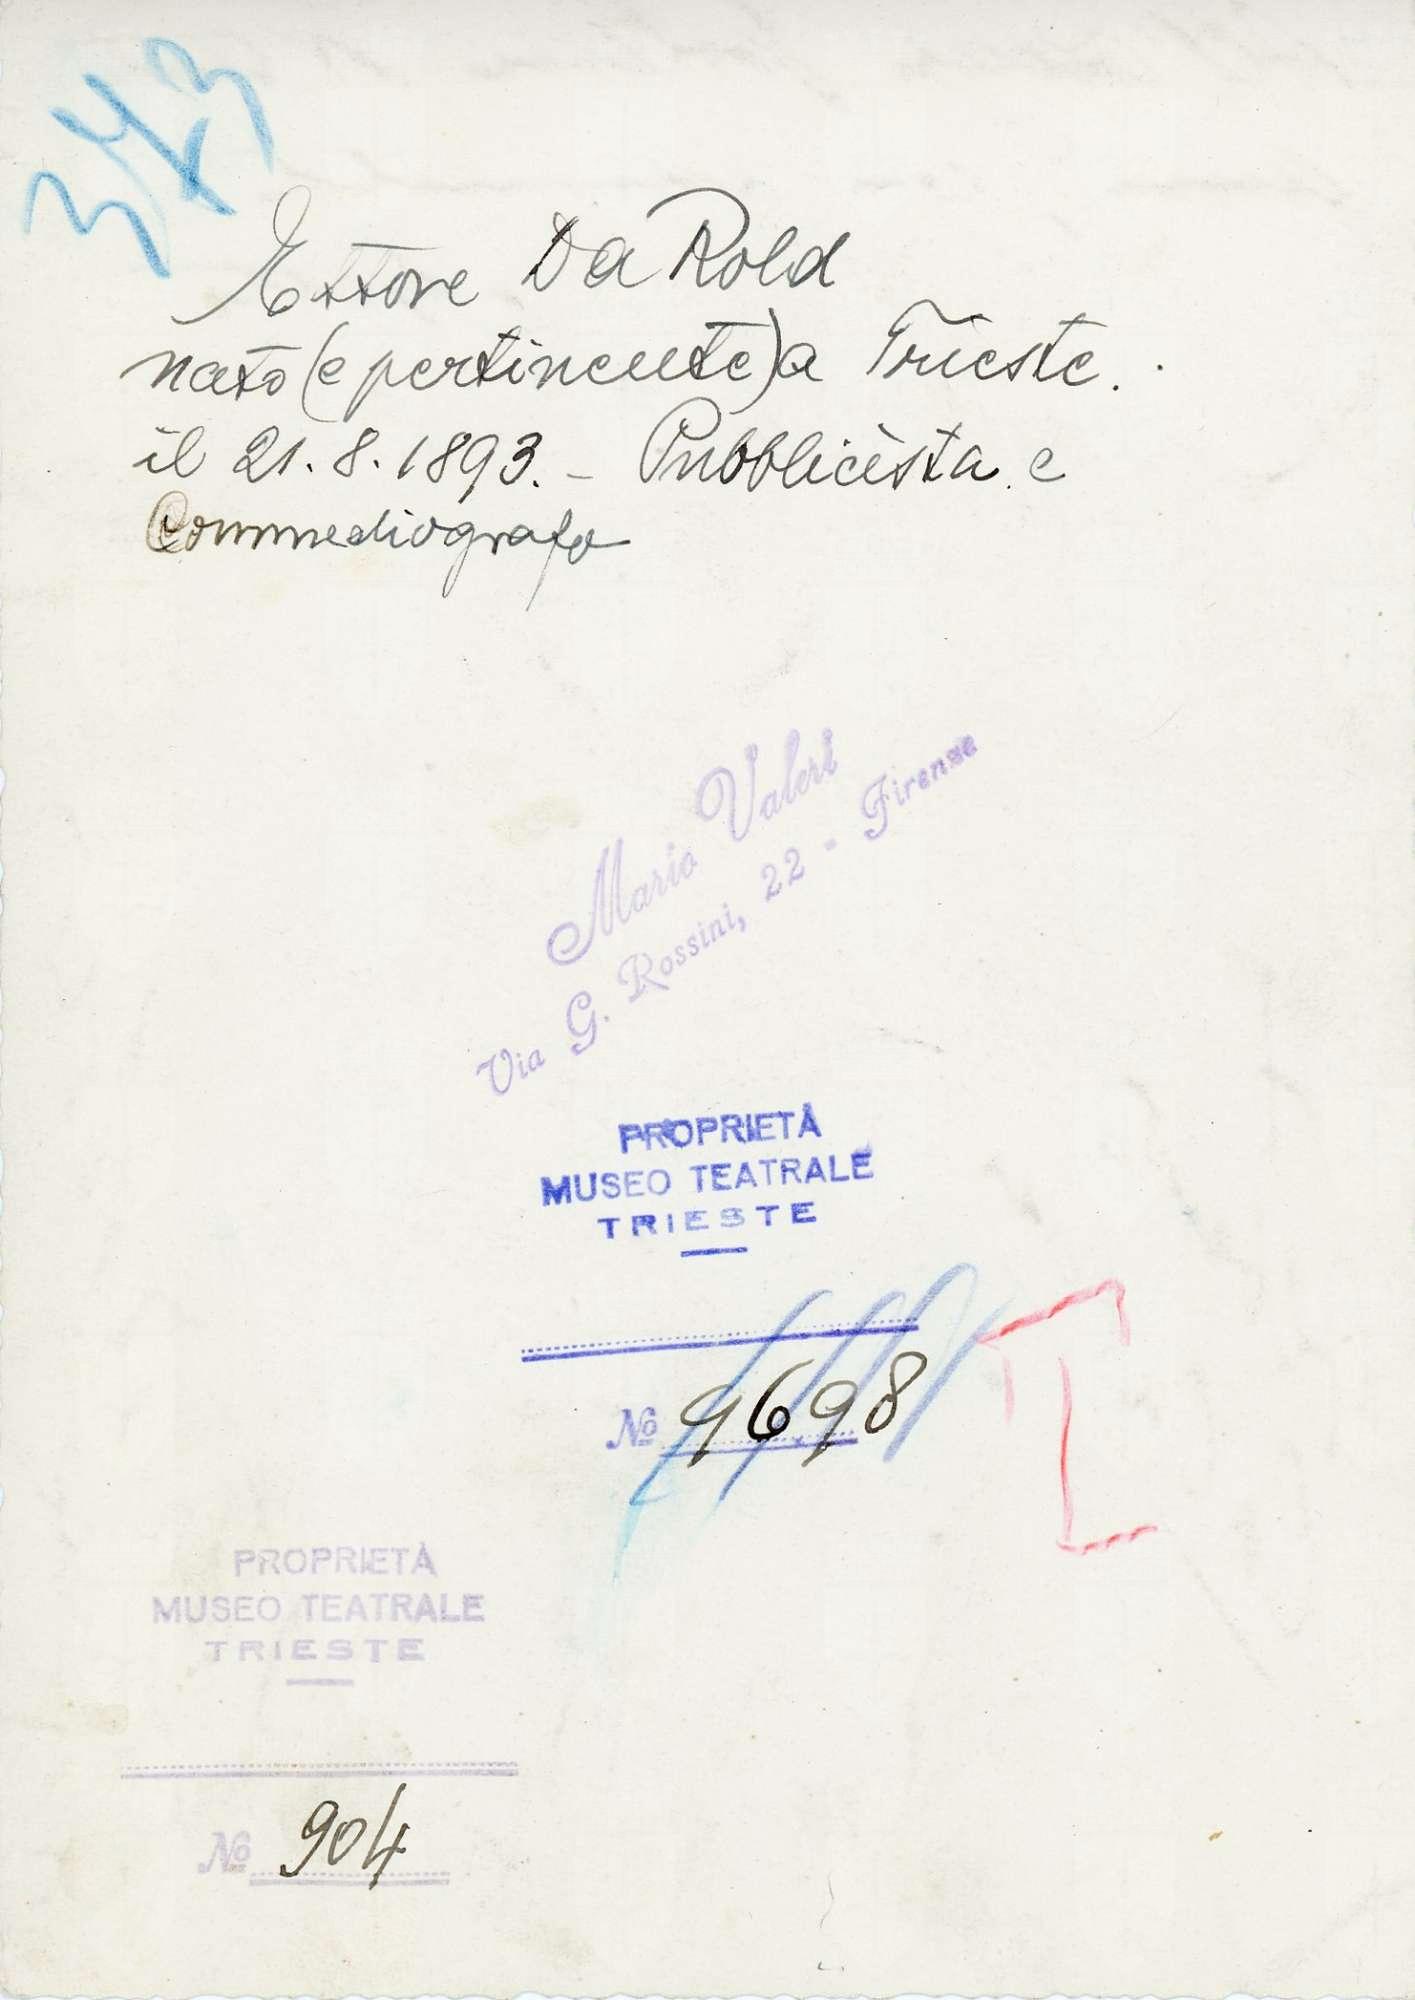 Ettore Da Rold
nato (e pertinente) a Trieste.
il 21.8.1893. - Pubblicista e
Commediografo
Mario Valeri
Via G. Rossini, 22 - Firenze
PROPRIETÀ
MUSEO TEATRALE
TRIESTE
No 9698
PROPRIETÀ
MUSEO TEATRALE
TRIESTE
No 904